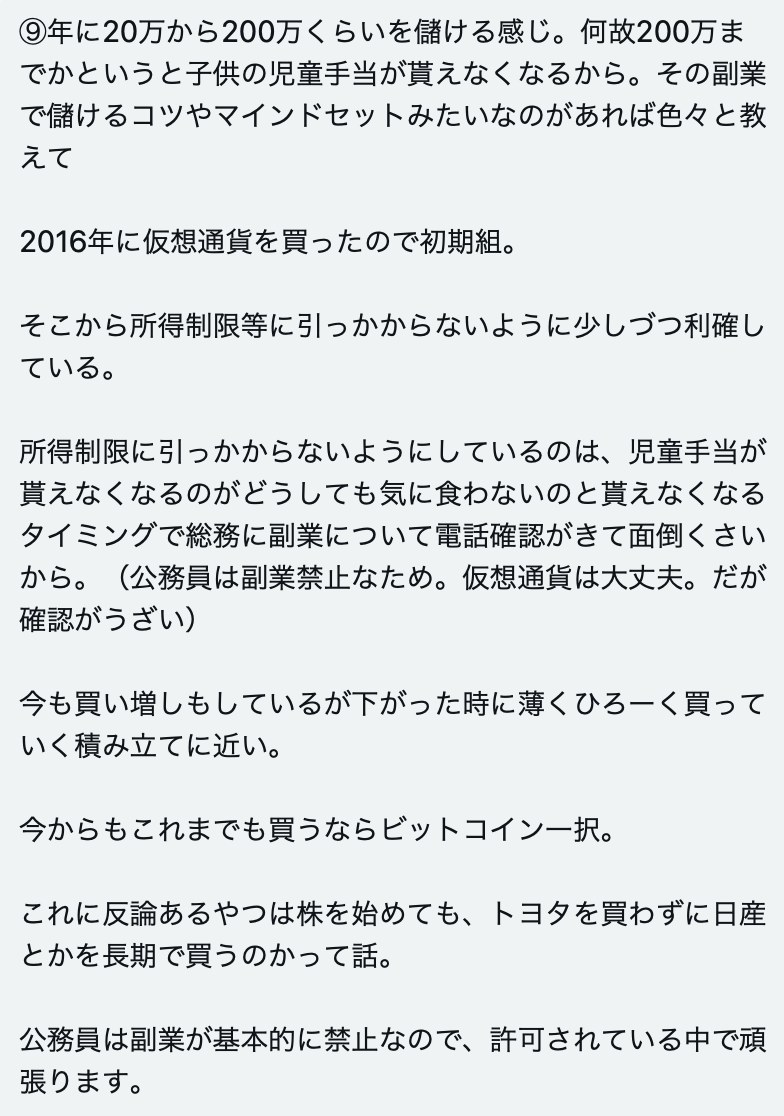 ⑨年に20万から200万くらいを儲ける感じ。何故200万ま
でかというと子供の児童手当が貰えなくなるから。その副業
で儲けるコツやマインドセットみたいなのがあれば色々と教
えて
2016年に仮想通貨を買ったので初期組。
そこから所得制限等に引っかからないように少しづつ利確し
ている。
所得制限に引っかからないようにしているのは、児童手当が
貰えなくなるのがどうしても気に食わないのと貰えなくなる
タイミングで総務に副業について電話確認がきて面倒くさい
から。（公務員は副業禁止なため。仮想通貨は大丈夫。だが
確認がうざい）
今も買い増しもしているが下がった時に薄くひろーく買って
いく積み立てに近い。
今からもこれまでも買うならビットコイン一択。
これに反論あるやつは株を始めても、トヨタを買わずに日産
とかを長期で買うのかって話。
公務員は副業が基本的に禁止なので、許可されている中で頑
張ります。